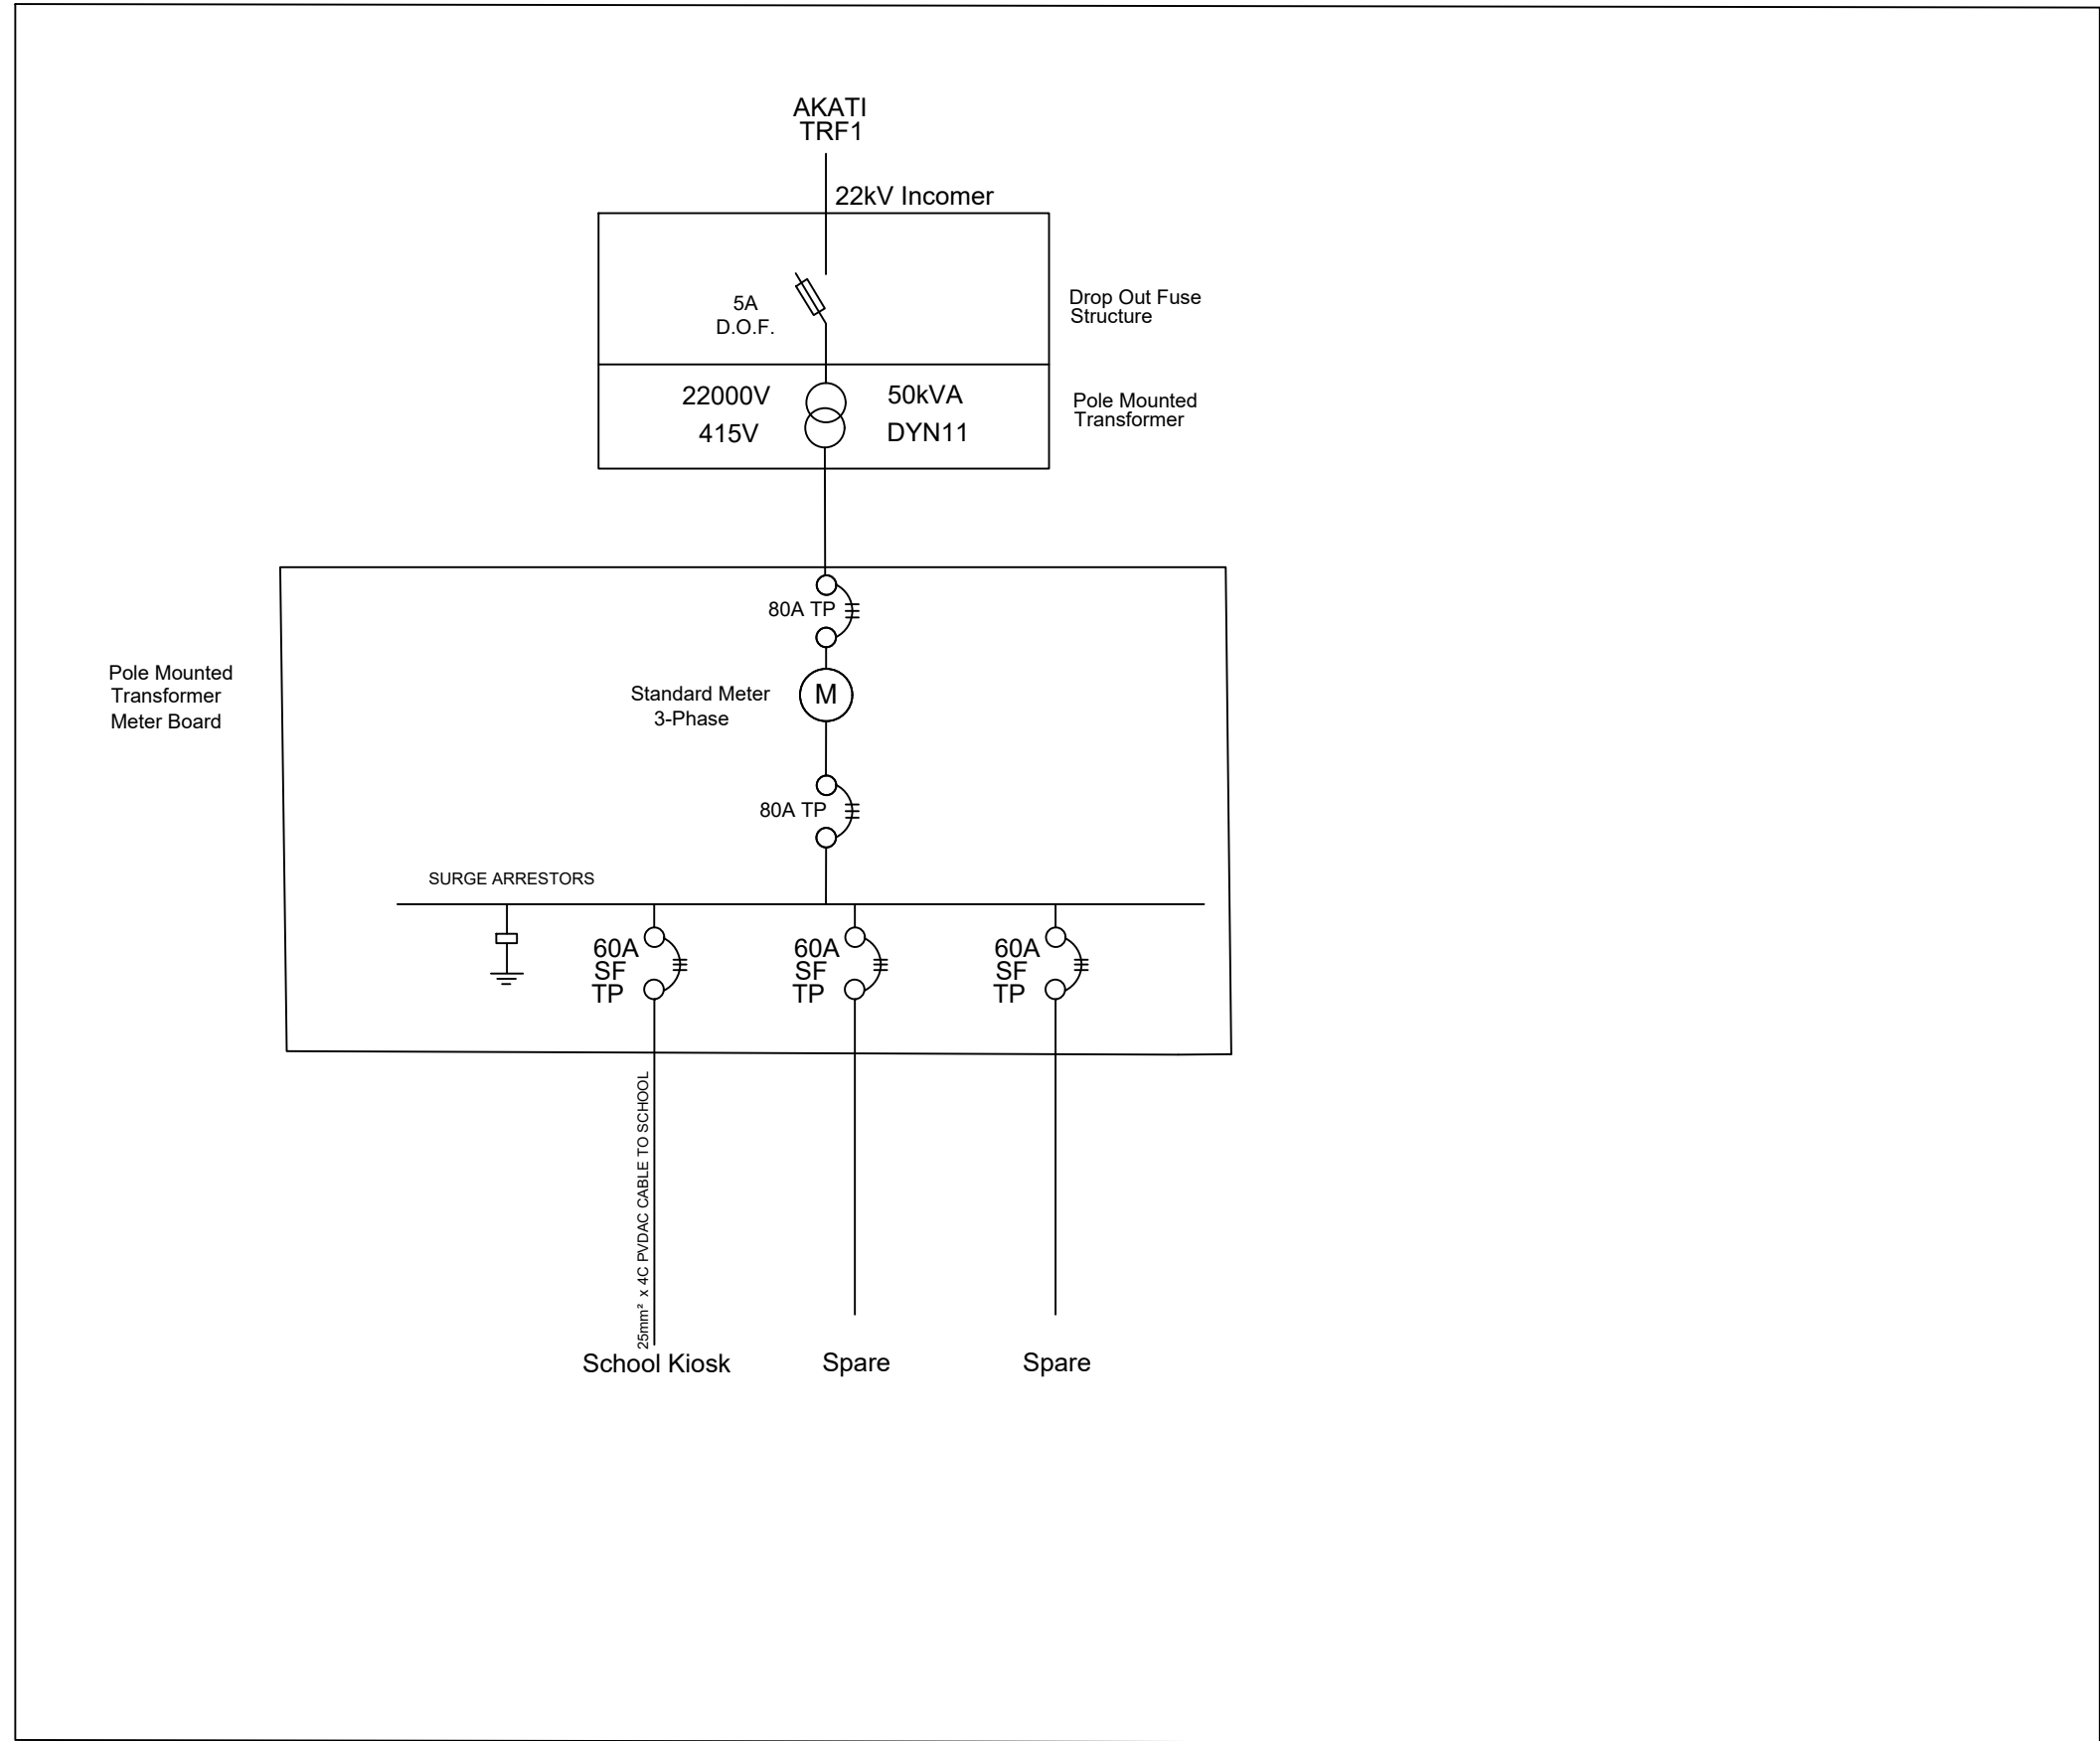 AKATI
TRF1
22kV Incomer
5A
D.O.F.
Drop Out Fuse
Structure
22000V
50kVA
415V
DYN11
Pole Mounted
Transformer
80A TP
Pole Mounted
Transformer
Meter Board
Standard Meter
3-Phase
M
80A TP
SURGE ARRESTORS
60A
SF
TP
60A
SF
TP
60A
SF
TP
25mm² x 4C PVDAC CABLE TO SCHOOL
School Kiosk
Spare
Spare